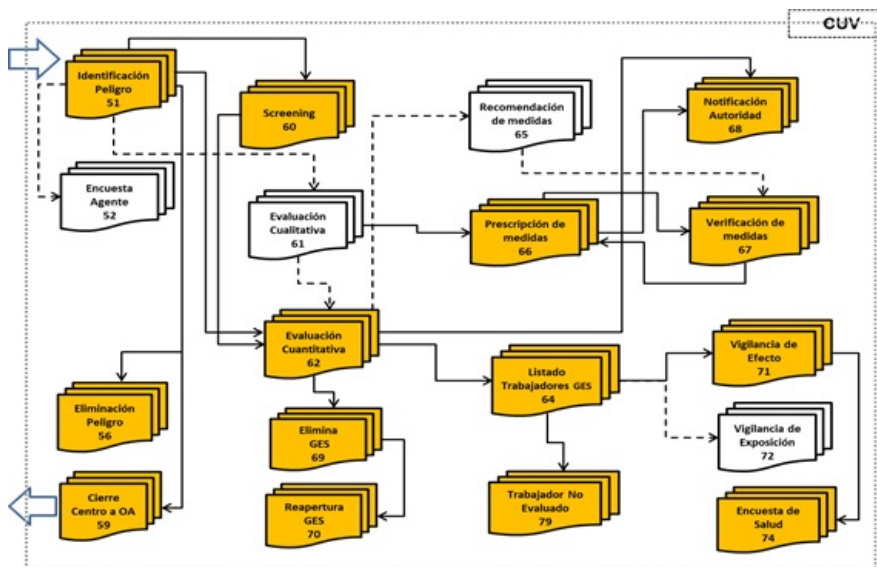 CUV
Identificación
Peligro
51
Screening
60
Recomendación
de medidas
65
Notificación
Autoridad
68
Encuesta
Agente
52
Evaluación
Cualitativa
61
Prescripción de
medidas
66
Verificación de
medidas
67
Evaluación
Cuantitativa
62
Listado
Trabajadores GES
64
Vigilancia de
Efecto
71
Eliminación
Peligro
56
Elimina
GES
69
Vigilancia de
Exposición
72
Cierre
Centro a OA
59
Reapertura
GES
70
Trabajador No
Evaluado
79
Encuesta de
Salud
74